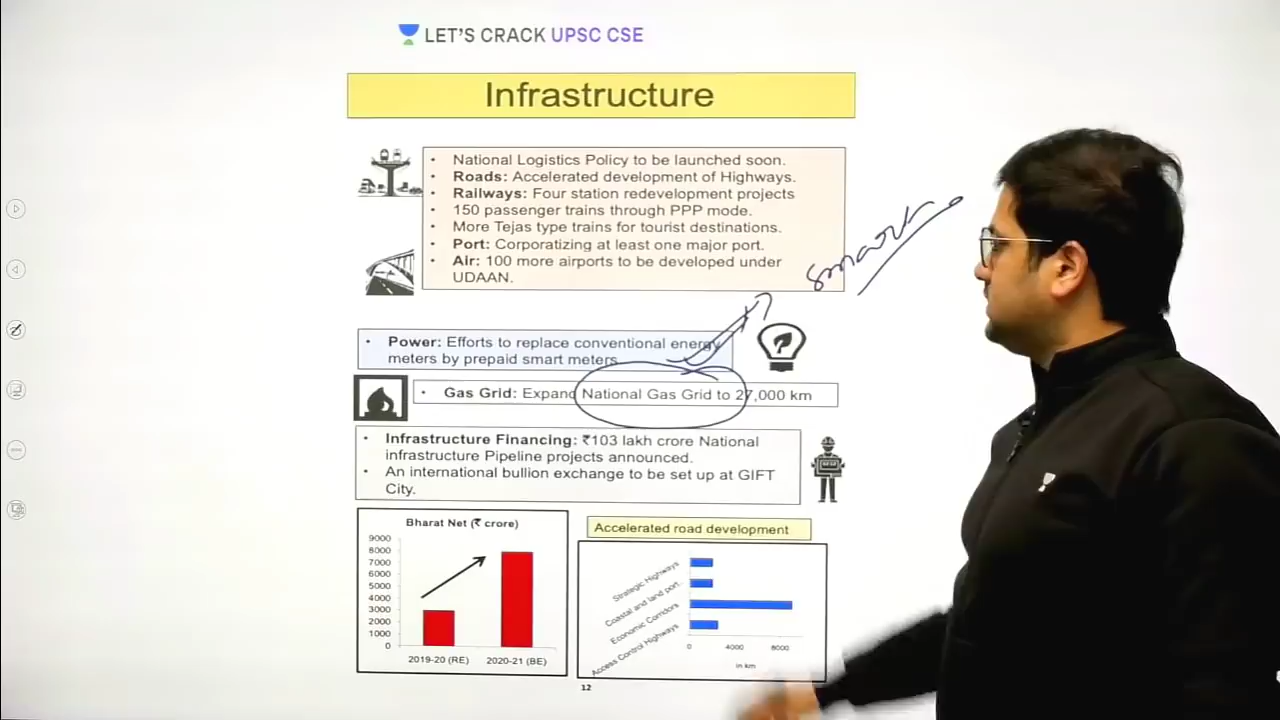 LET'S CRACK UPSC CSE
Infrastructure
• National Logistics Policy to be launched soon.
• Roads: Accelerated development of Highways.
• Railways: Four station redevelopment projects
• 150 passenger trains through PPP mode.
• More Tejas type trains for tourist destinations.
• Port: Corporatizing at least one major port.
• Air: 100 more airports to be developed under
UDAAN.
smart
• Power: Efforts to replace conventional energy
meters by prepaid smart meters
• Gas Grid: Expand National Gas Grid to 27,000 km
• Infrastructure Financing: ₹103 lakh crore National
infrastructure Pipeline projects announced.
• An international bullion exchange to be set up at GIFT
City.
Bharat Net (₹ crore)
9000
8000
7000
6000
5000
4000
3000
2000
1000
0
2019-20 (RE) 2020-21 (BE)
Accelerated road development
Strategic Highways
Coastal and land port..
Economic Corridors
Access Control Highways
0 4000 8000
in km
12